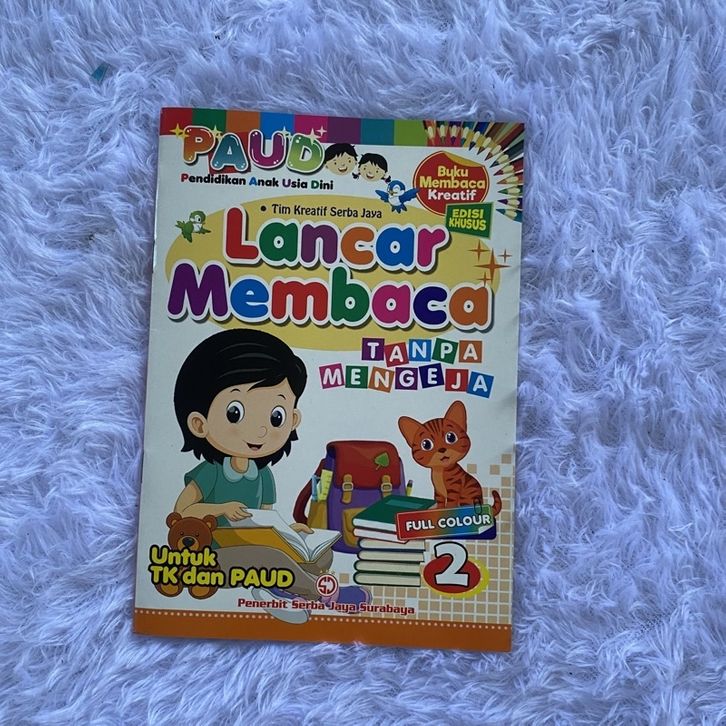 PAUD
Pendidikan Anak Usia Dini
Buku
Membaca
Kreatif
EDISI
KHUSUS
• Tim Kreatif Serba Jaya
Lancar
Membaca
TANPA
MENGEJA
FULL COLOUR
2
Untuk
TK dan PAUD
Penerbit Serba Jaya Surabaya